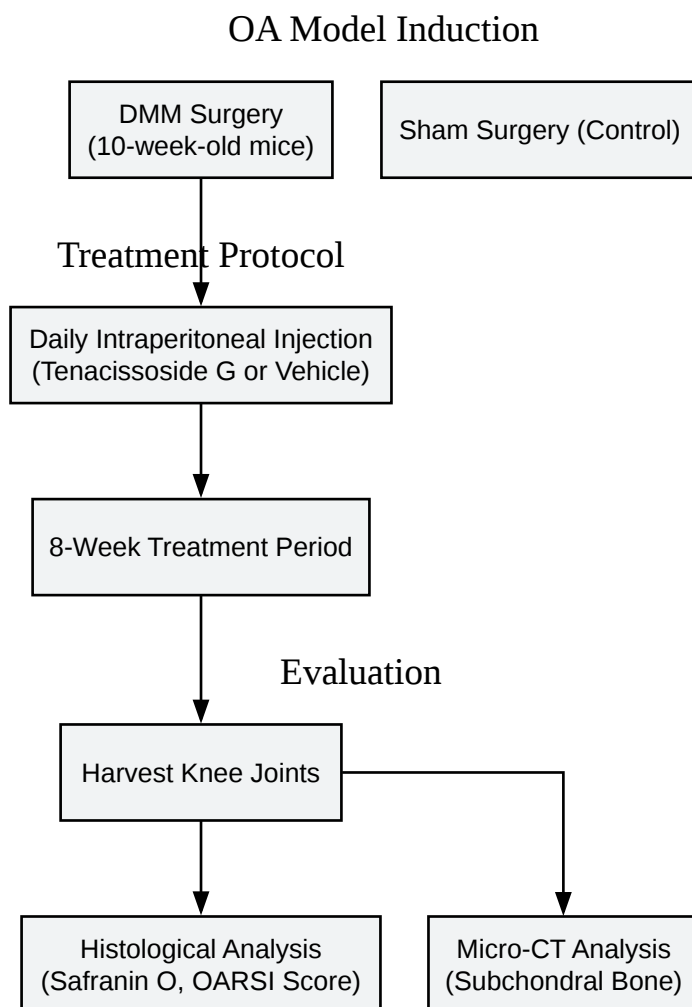 OA Model Induction
DMM Surgery
(10-week-old mice)
Sham Surgery (Control)
Treatment Protocol
Daily Intraperitoneal Injection
(Tenacissoside G or Vehicle)
8-Week Treatment Period
Evaluation
Harvest Knee Joints
Histological Analysis
(Safranin O, OARSI Score)
Micro-CT Analysis
(Subchondral Bone)